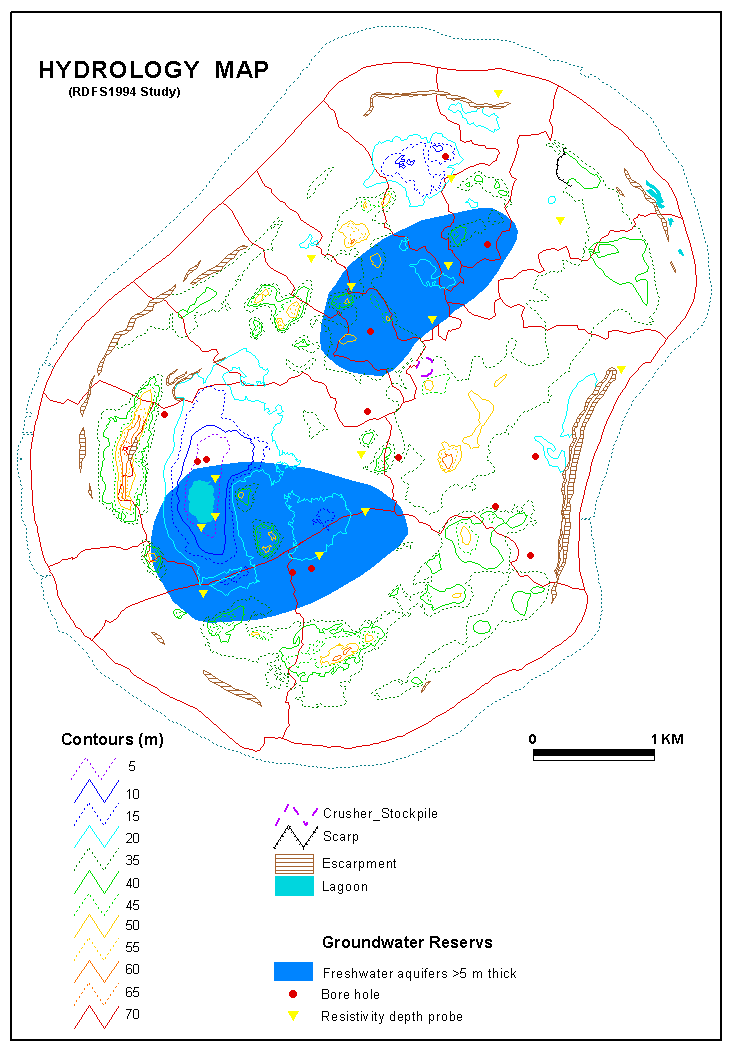 HYDROLOGY MAP
(RDFS1994 Study)
Contours (m)
5
10
15
20
35
40
45
50
55
60
65
70
0 1 KM
Crusher_Stockpile
Scarp
Escarpment
Lagoon
Groundwater Reservs
Freshwater aquifers >5 m thick
Bore hole
Resistivity depth probe